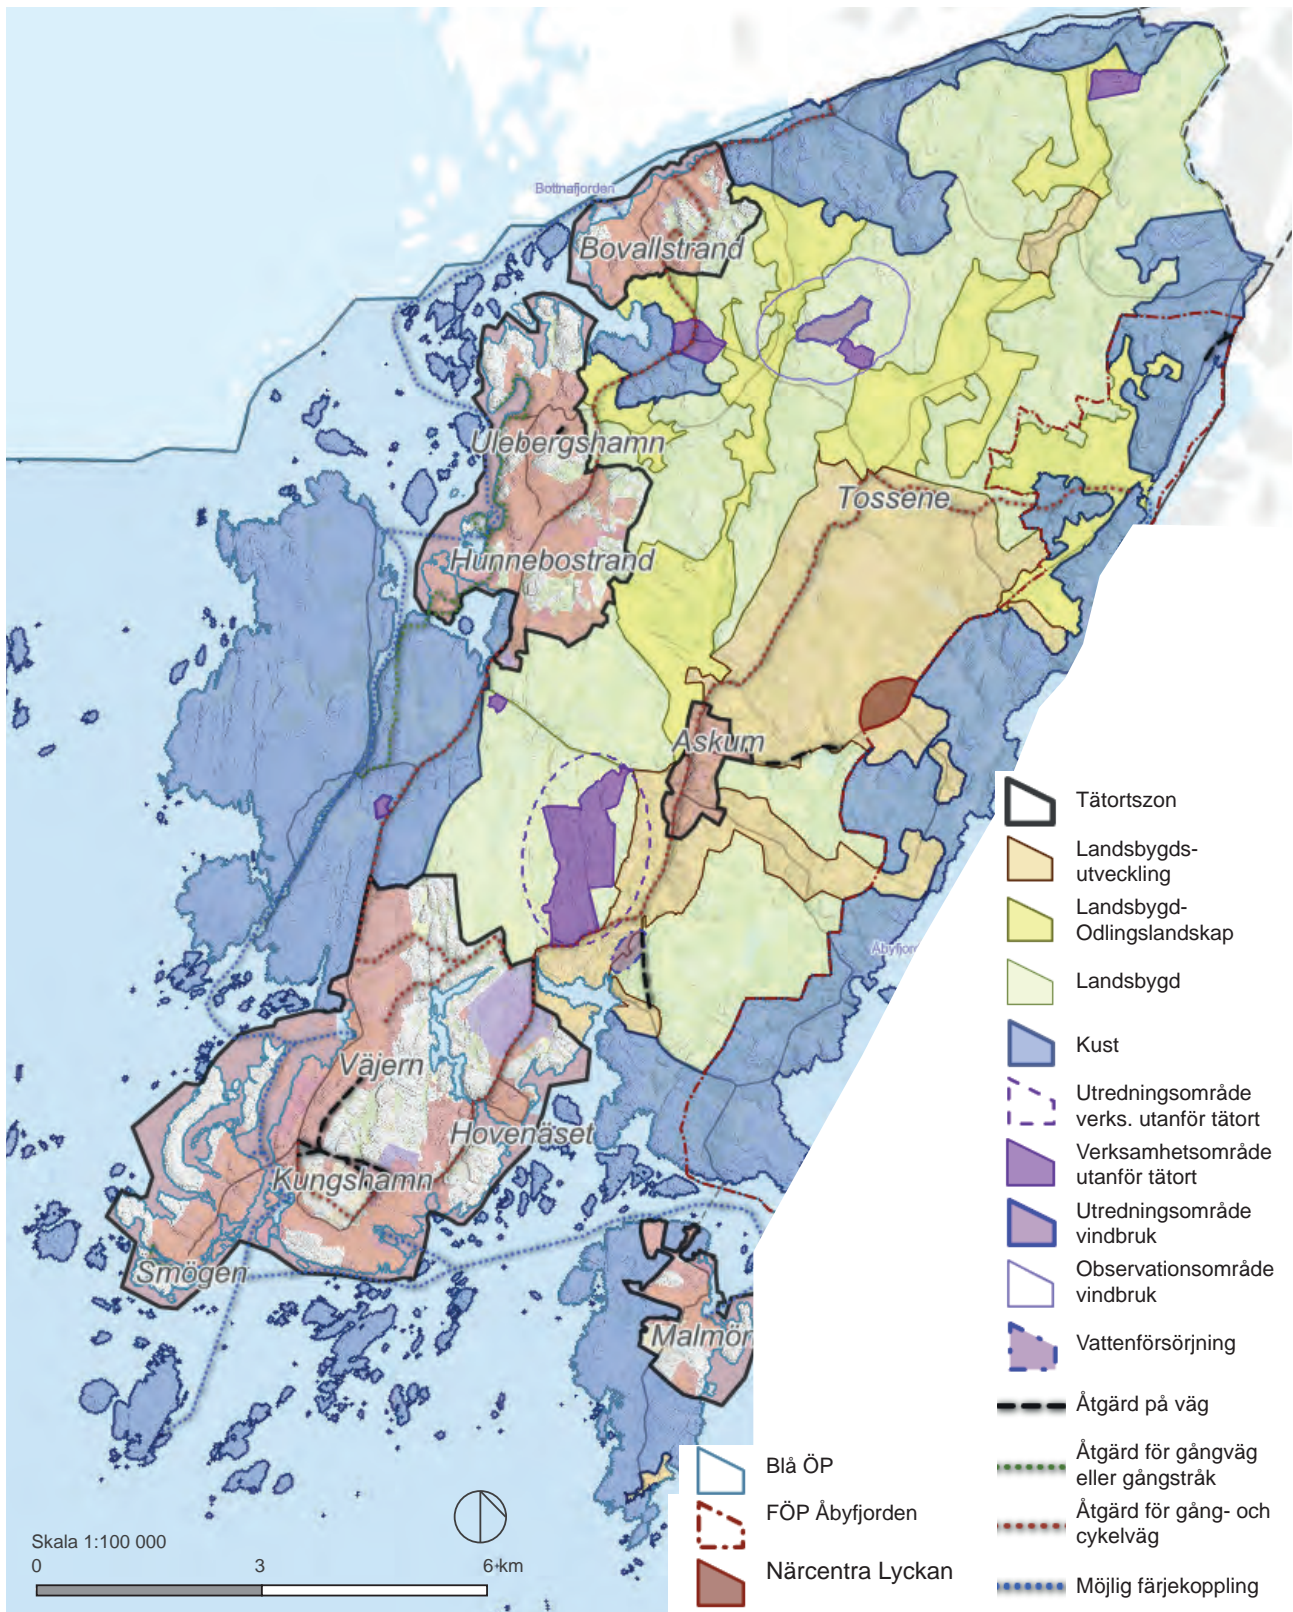 Bottnafjorden
Bovallstrand
Ulebergshamn
Tossene
Hunnebostrand
Askum
Åbyfjor
Väjern
Hovenäset
Kungshamn
Smögen
Malmön
Tätortszon
Landsbygds-
utveckling
Landsbygd-
Odlingslandskap
Landsbygd
Kust
Utredningsområde
verks. utanför tätort
Verksamhetsområde
utanför tätort
Utredningsområde
vindbruk
Observationsområde
vindbruk
Vattenförsörjning
Åtgärd på väg
Åtgärd för gångväg
eller gångstråk
Åtgärd för gång- och
cykelväg
Möjlig färjekoppling
Blå ÖP
FÖP Åbyfjorden
Närcentra Lyckan
Skala 1:100 000
0 3 6 km